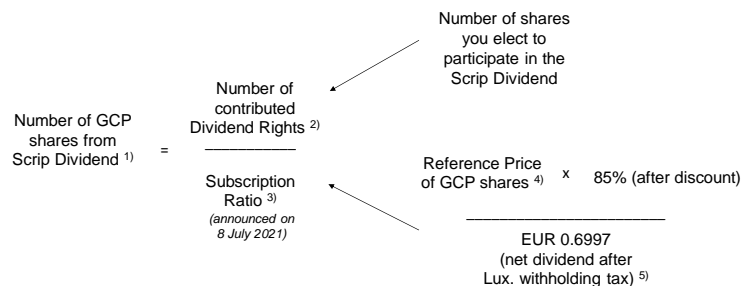 Number of shares
you elect to
participate in the
Scrip Dividend
Number of GCP
shares from
Scrip Dividend 1)
=
Number of
contributed
Dividend Rights 2)
Subscription
Ratio 3)
(announced on
8 July 2021)
Reference Price
of GCP shares 4)
x
85% (after discount)
EUR 0.6997
(net dividend after
Lux. withholding tax) 5)